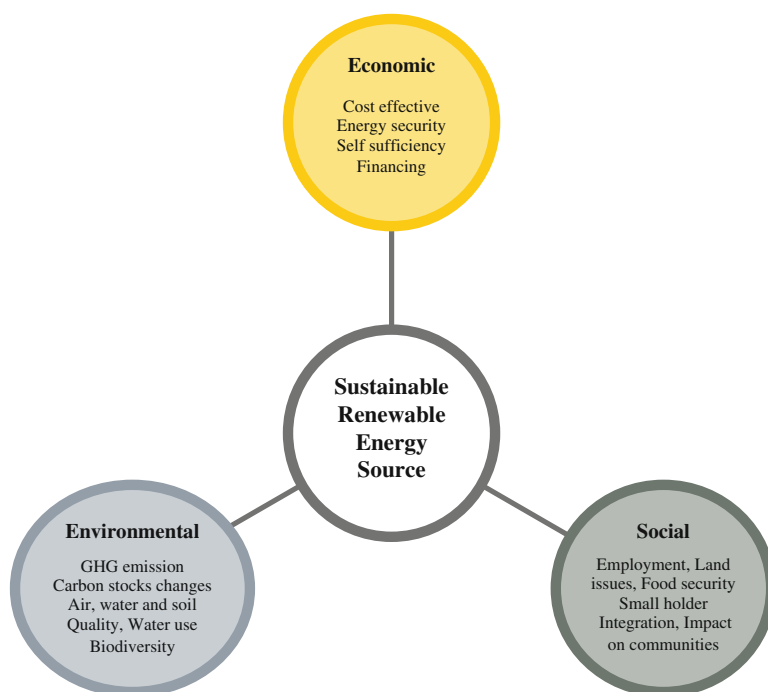 Economic
Cost effective
Energy security
Self sufficiency
Financing
Sustainable
Renewable
Energy
Source
Environmental
GHG emission
Carbon stocks changes
Air, water and soil
Quality, Water use
Biodiversity
Social
Employment, Land
issues, Food security
Small holder
Integration, Impact
on communities